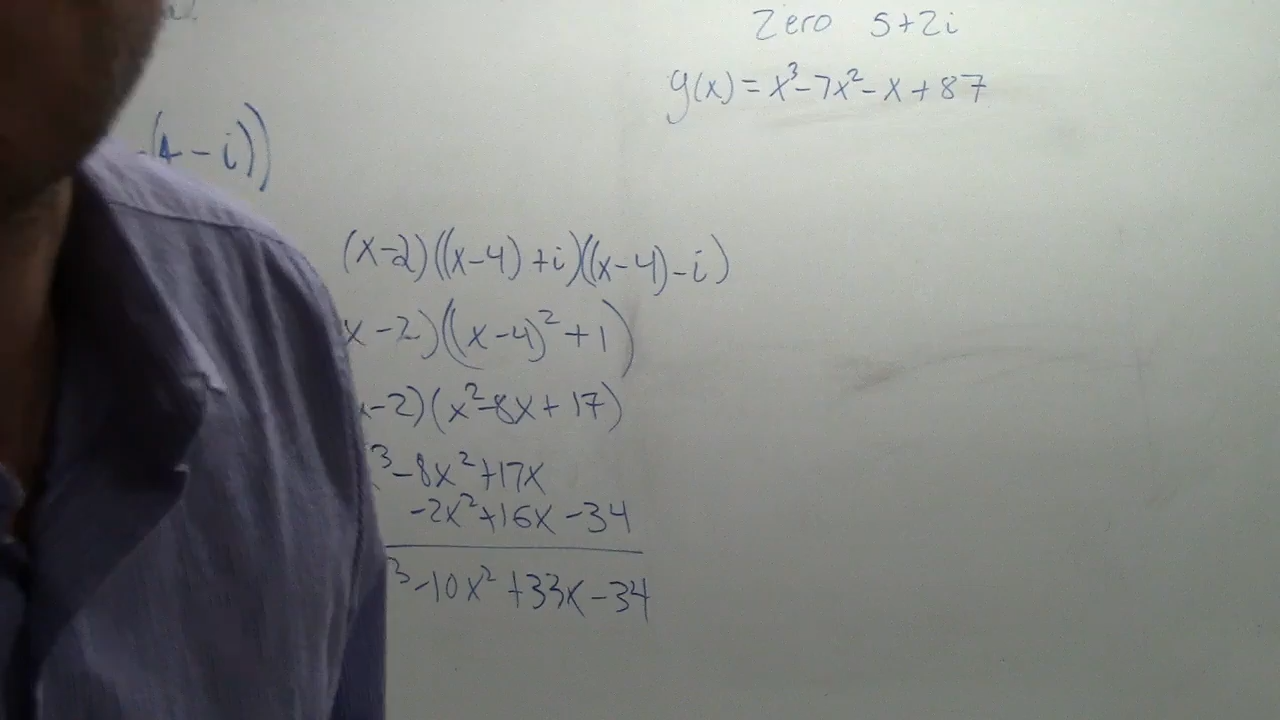 Zero 5+2i
g(x) = x³-7x²-x+87
(4-i))
(x-2)((x-4)+i)((x-4)-i)
x-2)((x-4)²+1)
-2)(x²-8x+17)
³-8x²+17x
-2x²+16x-34
³-10x²+33x-34